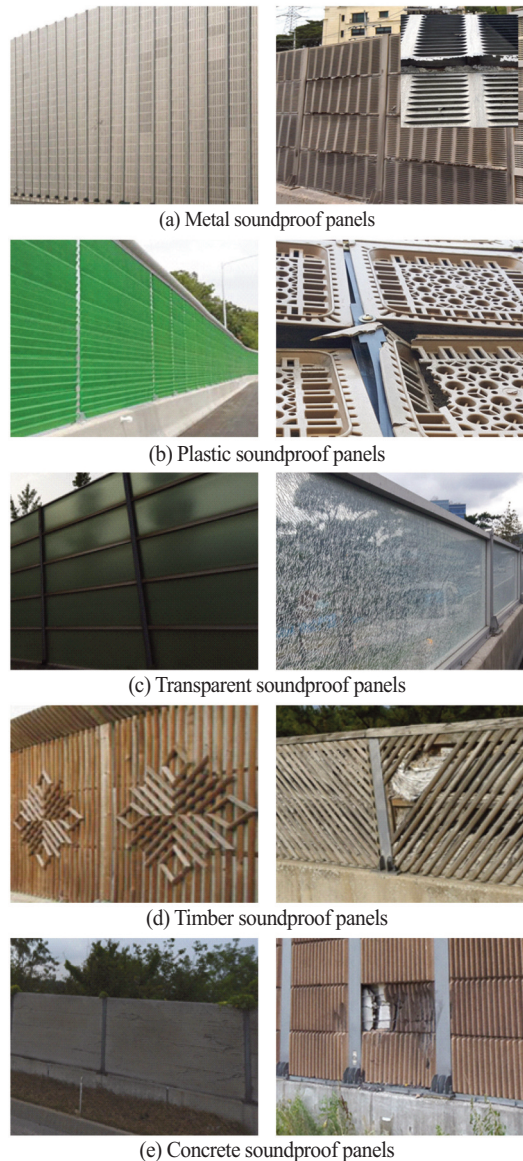 (a) Metal soundproof panels
(b) Plastic soundproof panels
(c) Transparent soundproof panels
(d) Timber soundproof panels
(e) Concrete soundproof panels